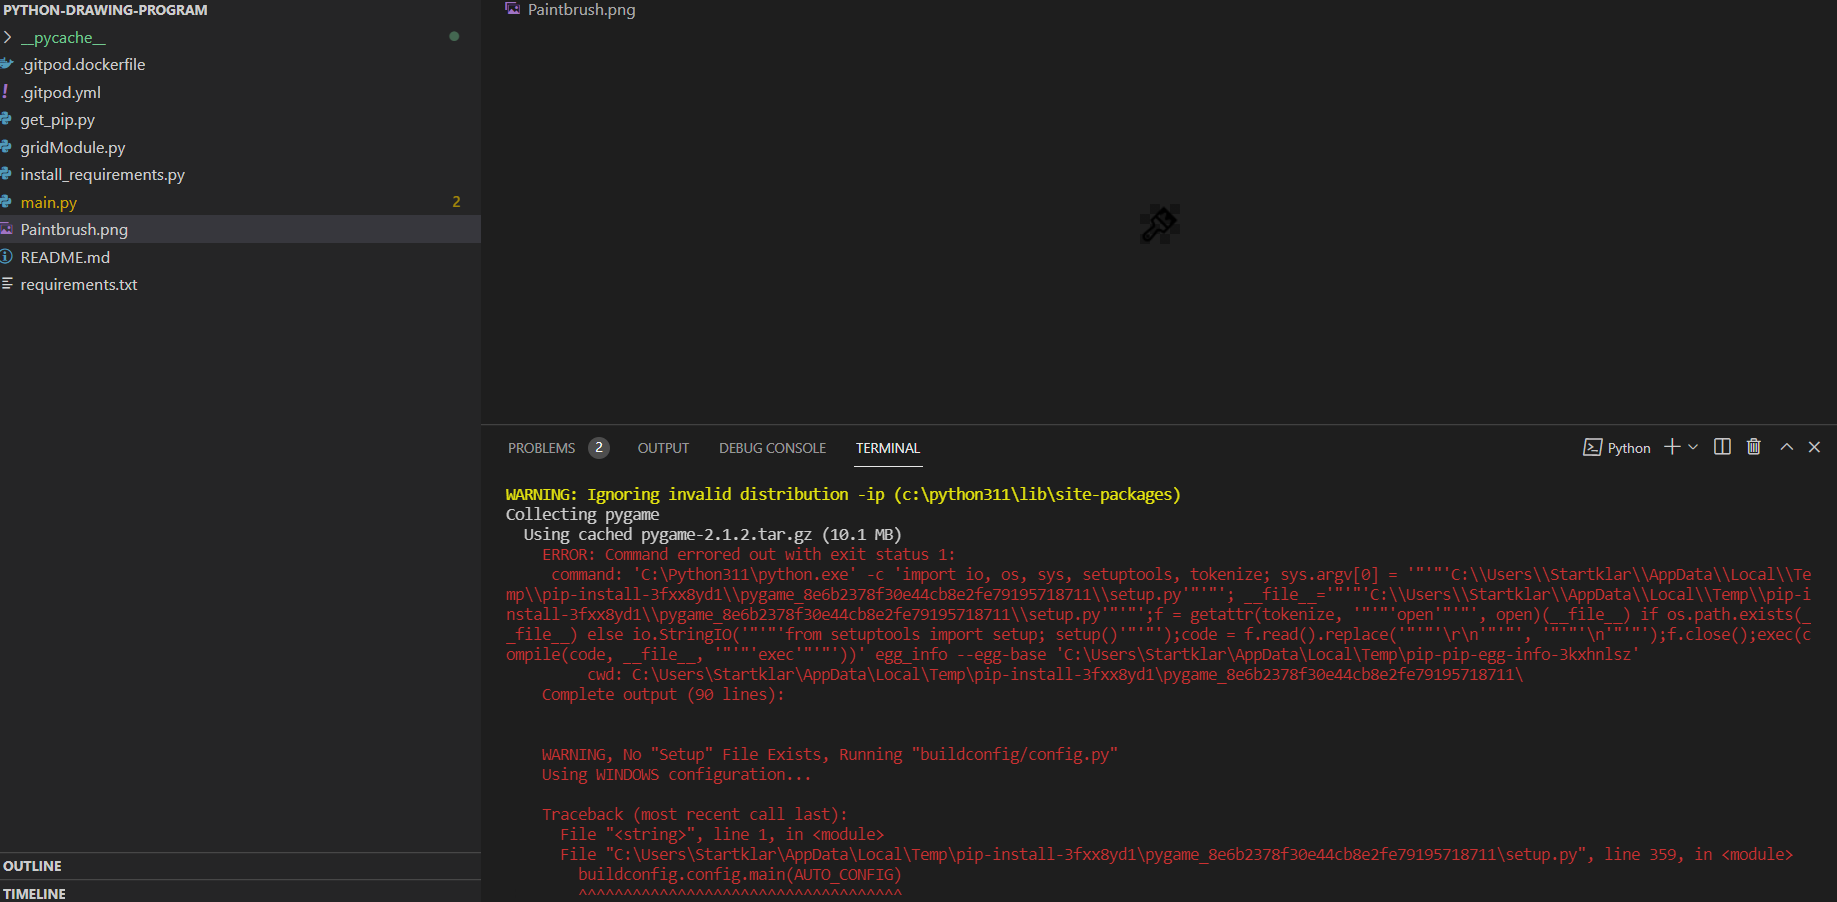 PYTHON-DRAWING-PROGRAM
__pycache__
.gitpod.dockerfile
! .gitpod.yml
get_pip.py
gridModule.py
install_requirements.py
main.py 2
Paintbrush.png
README.md
requirements.txt
OUTLINE
TIMELINE
Paintbrush.png
PROBLEMS 2 OUTPUT DEBUG CONSOLE TERMINAL Python
WARNING: Ignoring invalid distribution -ip (c:\python311\lib\site-packages)
Collecting pygame
Using cached pygame-2.1.2.tar.gz (10.1 MB)
ERROR: Command errored out with exit status 1:
command: 'C:\Python311\python.exe' -c 'import io, os, sys, setuptools, tokenize; sys.argv[0] = '"'"'C:\\Users\\Startklar\\AppData\\Local\\Te
mp\\pip-install-3fxx8yd1\\pygame_8e6b2378f30e44cb8e2fe79195718711\\setup.py'"'"'; __file__='"'"'C:\\Users\\Startklar\\AppData\\Local\\Temp\\pip-i
nstall-3fxx8yd1\\pygame_8e6b2378f30e44cb8e2fe79195718711\\setup.py'"'"';f = getattr(tokenize, '"'"'open'"'"', open)(__file__) if os.path.exists(_
_file__) else io.StringIO('"'"'from setuptools import setup; setup()'"'"');code = f.read().replace('"'"'\r\n'"'"', '"'"'\n'"'"');f.close();exec(c
ompile(code, __file__, '"'"'exec'"'"'))' egg_info --egg-base 'C:\Users\Startklar\AppData\Local\Temp\pip-pip-egg-info-3kxhnlsz'
cwd: C:\Users\Startklar\AppData\Local\Temp\pip-install-3fxx8yd1\pygame_8e6b2378f30e44cb8e2fe79195718711\
Complete output (90 lines):
WARNING, No "Setup" File Exists, Running "buildconfig/config.py"
Using WINDOWS configuration...
Traceback (most recent call last):
File "<string>", line 1, in <module>
File "C:\Users\Startklar\AppData\Local\Temp\pip-install-3fxx8yd1\pygame_8e6b2378f30e44cb8e2fe79195718711\setup.py", line 359, in <module>
buildconfig.config.main(AUTO_CONFIG)
^^^^^^^^^^^^^^^^^^^^^^^^^^^^^^^^^^^^